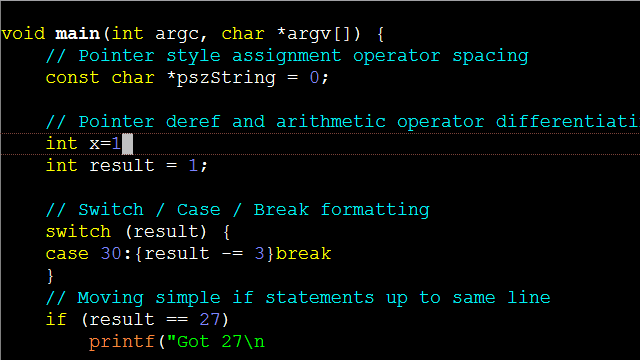 void main(int argc, char *argv[]) {
// Pointer style assignment operator spacing
const char *pszString = 0;
// Pointer deref and arithmetic operator differentiati
int x=1
int result = 1;
// Switch / Case / Break formatting
switch (result) {
case 30:{result -= 3}break
}
// Moving simple if statements up to same line
if (result == 27)
printf("Got 27\n